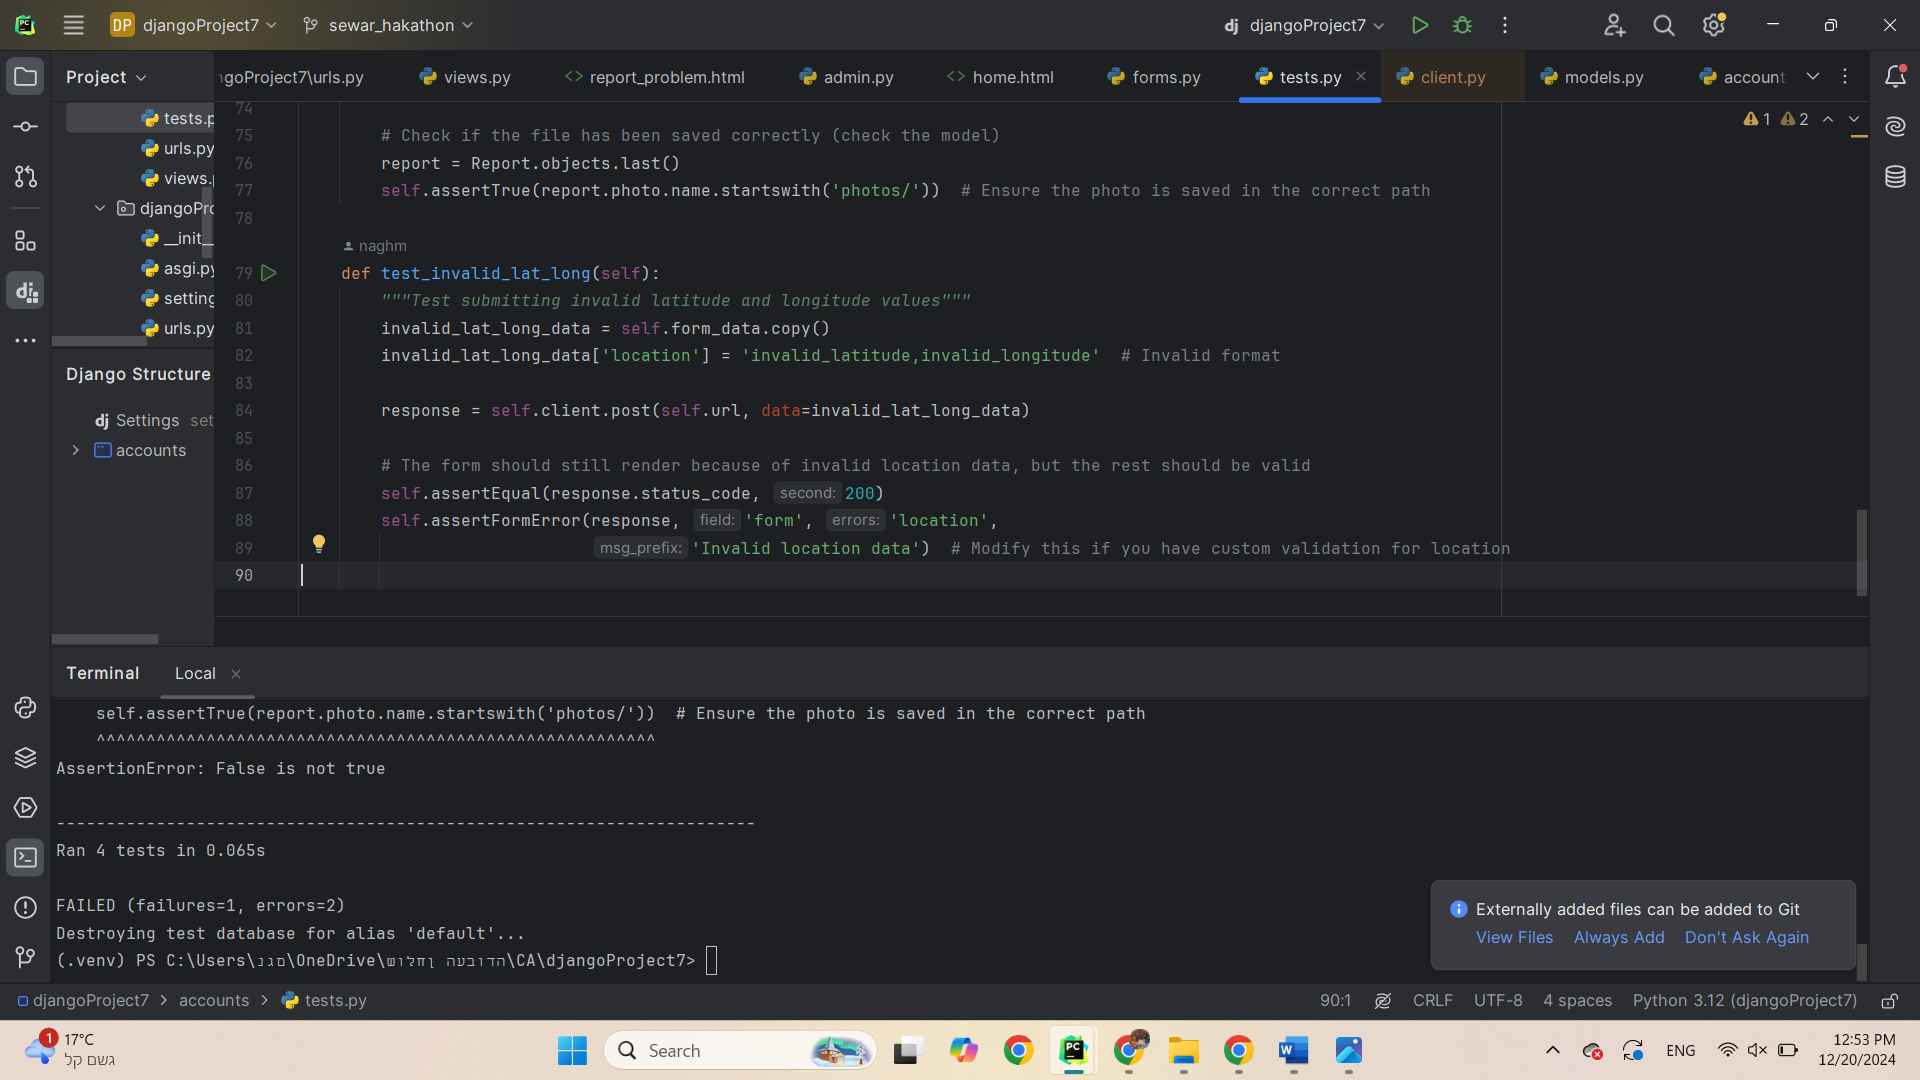 DP djangoProject7 sewar_hakathon dj djangoProject7
Project
ngoProject7\urls.py views.py report_problem.html admin.py home.html forms.py tests.py client.py models.py account
tests.p
urls.py
views.
djangoPro
__init__
asgi.py
setting
urls.py
Django Structure
dj Settings set
accounts
1 2
74
75 # Check if the file has been saved correctly (check the model)
76 report = Report.objects.last()
77 self.assertTrue(report.photo.name.startswith('photos/')) # Ensure the photo is saved in the correct path
78
naghm
79 def test_invalid_lat_long(self):
80 """Test submitting invalid latitude and longitude values"""
81 invalid_lat_long_data = self.form_data.copy()
82 invalid_lat_long_data['location'] = 'invalid_latitude,invalid_longitude' # Invalid format
83
84 response = self.client.post(self.url, data=invalid_lat_long_data)
85
86 # The form should still render because of invalid location data, but the rest should be valid
87 self.assertEqual(response.status_code, second: 200)
88 self.assertFormError(response, field: 'form', errors: 'location',
89 msg_prefix: 'Invalid location data') # Modify this if you have custom validation for location
90
Terminal Local
self.assertTrue(report.photo.name.startswith('photos/')) # Ensure the photo is saved in the correct path
^^^^^^^^^^^^^^^^^^^^^^^^^^^^^^^^^^^^^^^^^^^^^^^^^^^^^^^^
AssertionError: False is not true
----------------------------------------------------------------------
Ran 4 tests in 0.065s
FAILED (failures=1, errors=2)
Destroying test database for alias 'default'...
(.venv) PS C:\Users\נגם\OneDrive\שולחן העבודה\CA\djangoProject7>
Externally added files can be added to Git
View Files Always Add Don't Ask Again
djangoProject7 > accounts > tests.py 90:1 CRLF UTF-8 4 spaces Python 3.12 (djangoProject7)
1 17°C
גשם קל
Search
ENG
12:53 PM
12/20/2024